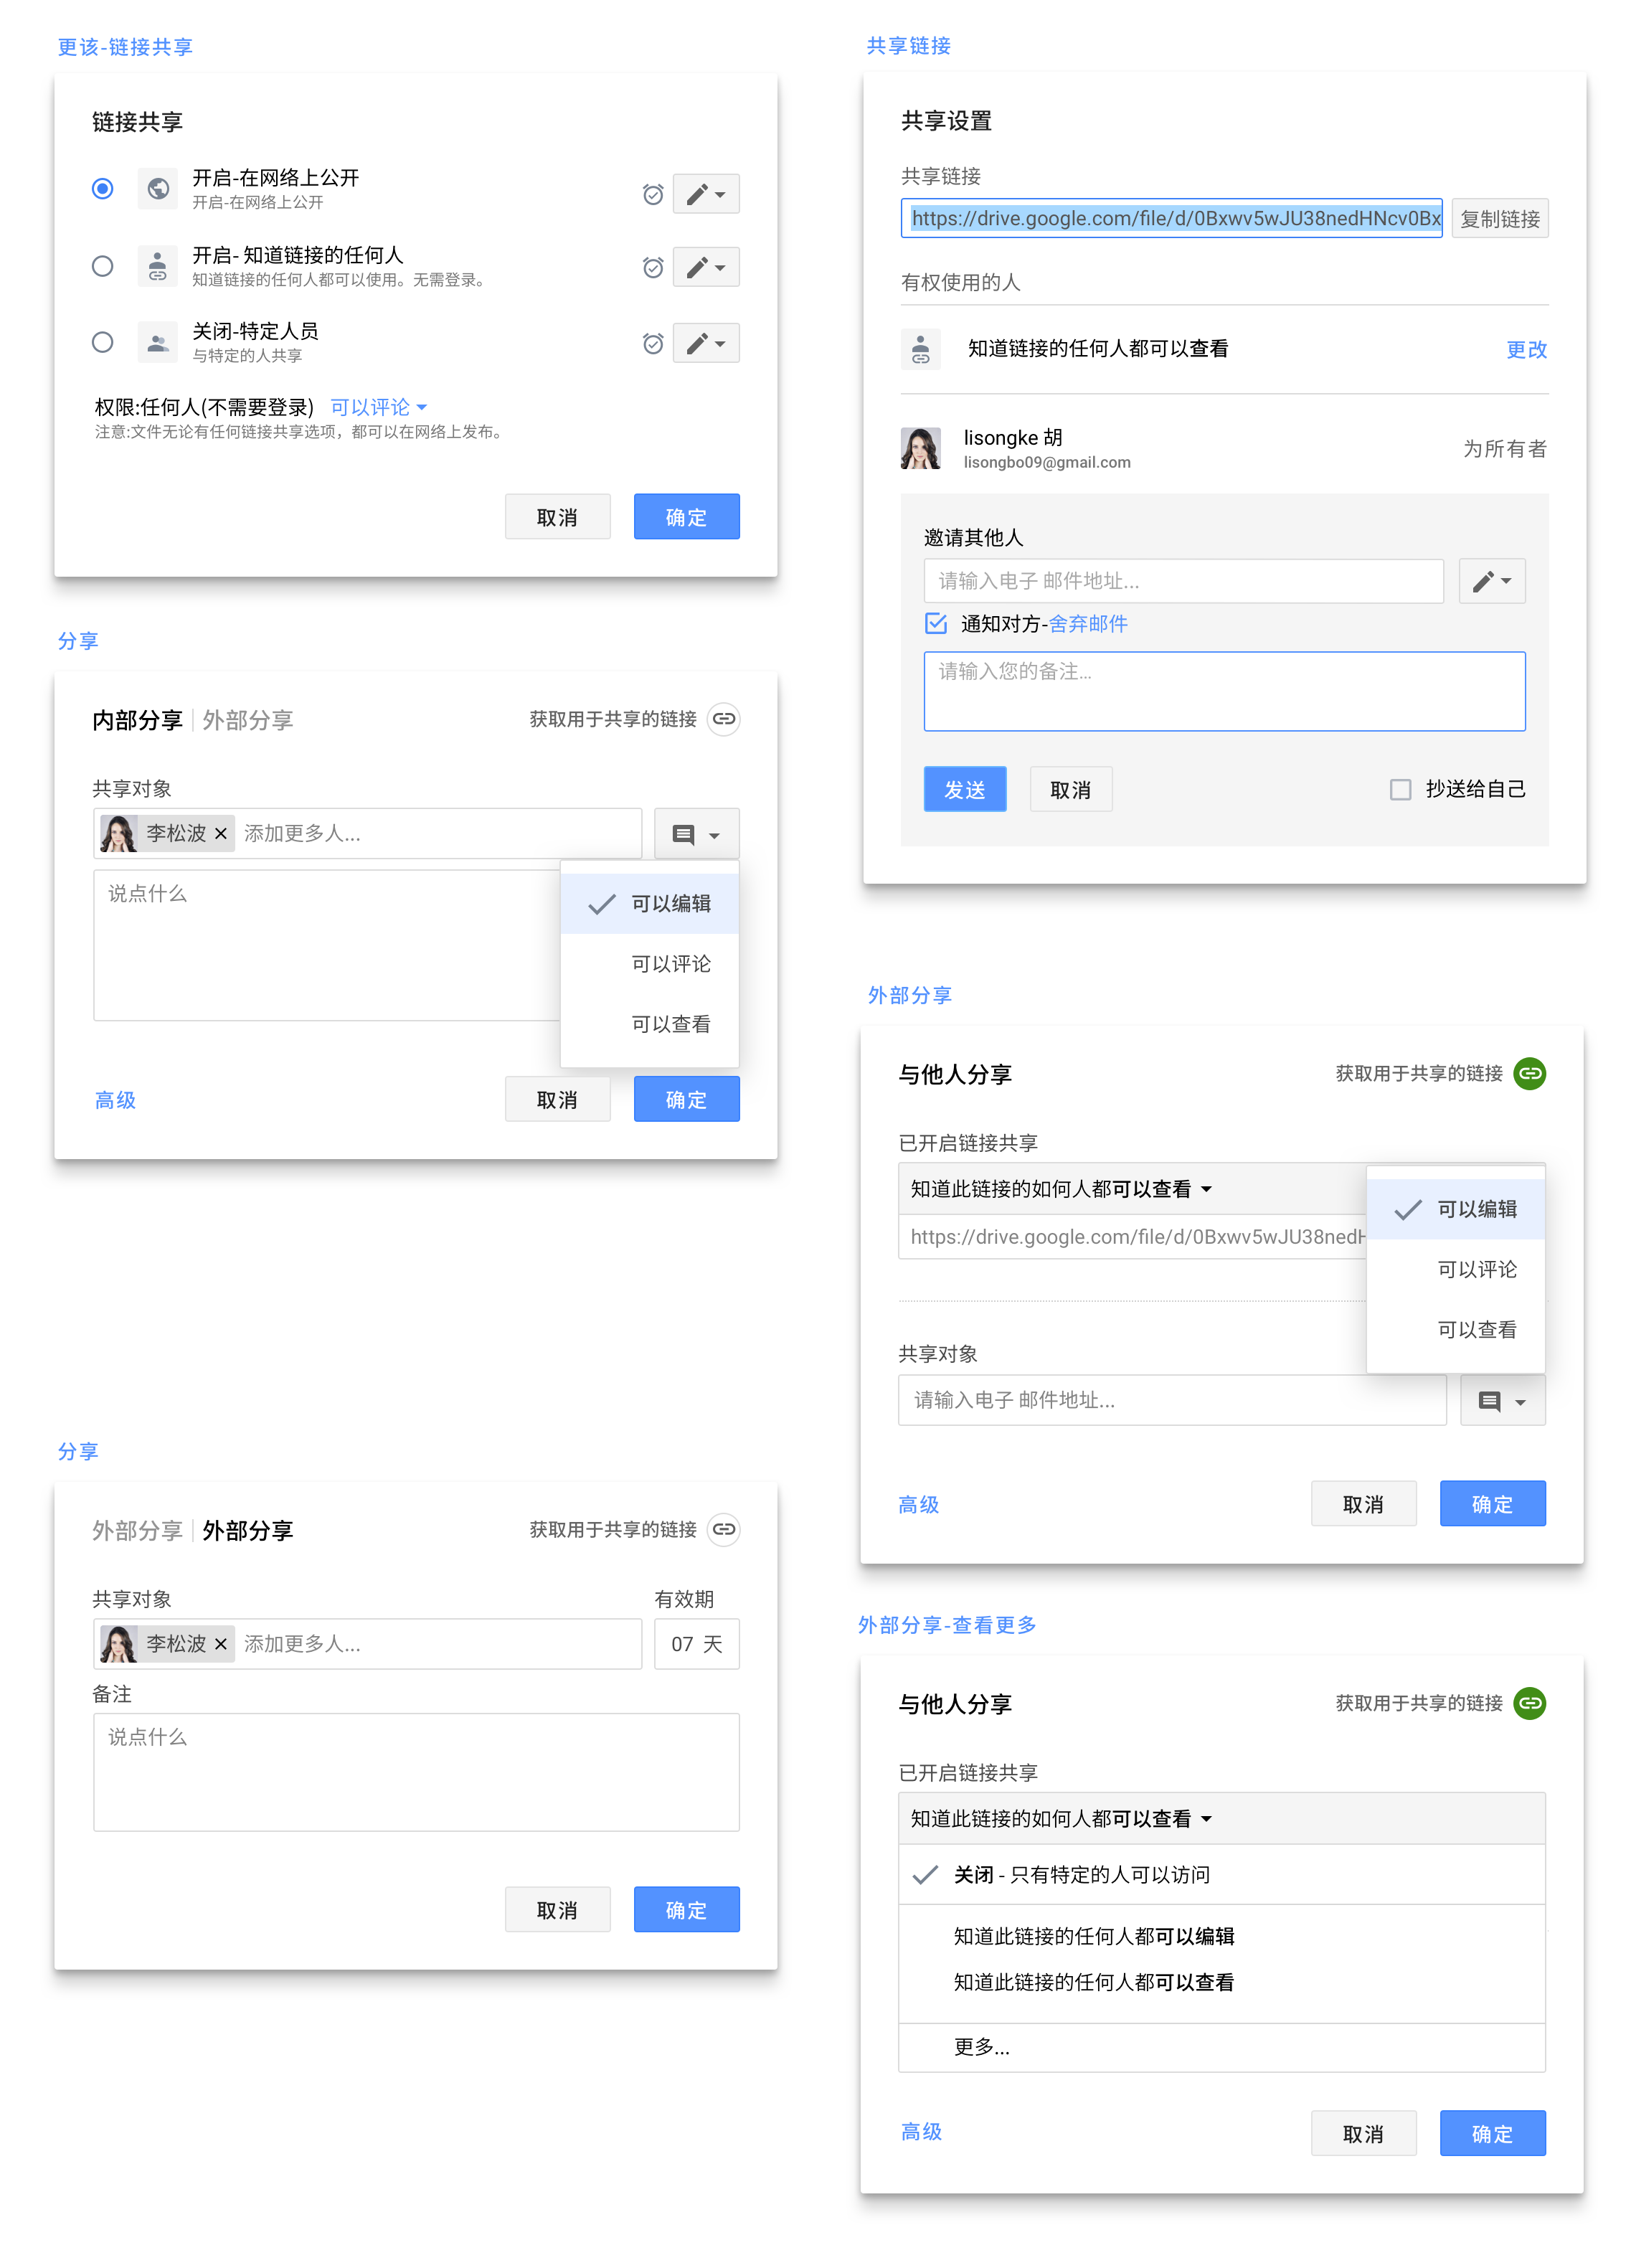 更该-链接共享
链接共享
开启-在网络上公开
开启-在网络上公开
开启- 知道链接的任何人
知道链接的任何人都可以使用。无需登录。
关闭-特定人员
与特定的人共享
权限:任何人(不需要登录) 可以评论
注意:文件无论有任何链接共享选项，都可以在网络上发布。
取消 确定
分享
内部分享 外部分享 获取用于共享的链接
共享对象
李松波 添加更多人...
说点什么
可以编辑
可以评论
可以查看
高级 取消 确定
分享
外部分享 外部分享 获取用于共享的链接
共享对象 有效期
李松波 添加更多人... 07 天
备注
说点什么
取消 确定
共享链接
共享设置
共享链接
https://drive.google.com/file/d/0Bxwv5wJU38nedHNcv0Bx 复制链接
有权使用的人
知道链接的任何人都可以查看 更改
lisongke 胡
lisongbo09@gmail.com
为所有者
邀请其他人
请输入电子 邮件地址...
通知对方-舍弃邮件
请输入您的备注...
发送 取消 抄送给自己
外部分享
与他人分享 获取用于共享的链接
已开启链接共享
知道此链接的如何人都可以查看
https://drive.google.com/file/d/0Bxwv5wJU38nedH
可以编辑
可以评论
可以查看
共享对象
请输入电子 邮件地址...
高级 取消 确定
外部分享-查看更多
与他人分享 获取用于共享的链接
已开启链接共享
知道此链接的如何人都可以查看
关闭 - 只有特定的人可以访问
知道此链接的任何人都可以编辑
知道此链接的任何人都可以查看
更多...
高级 取消 确定